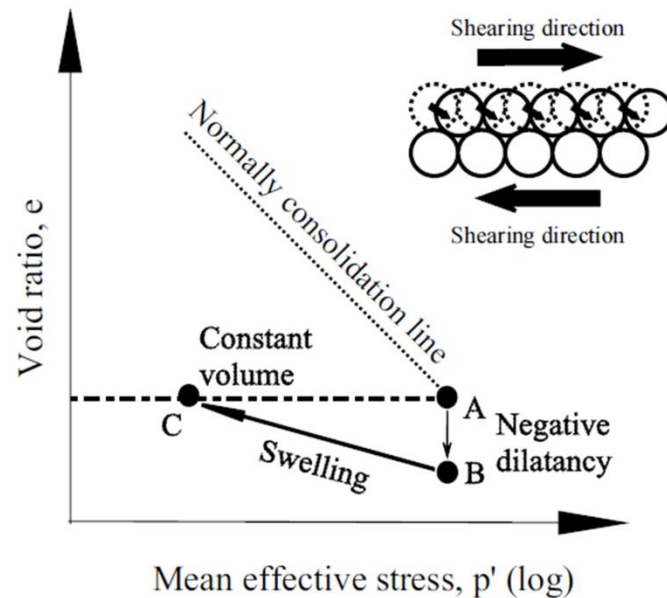 Shearing direction
Shearing direction
Void ratio, e
Normally consolidation line
Constant
volume
A
C
Negative
dilatancy
B
Swelling
Mean effective stress, p' (log)